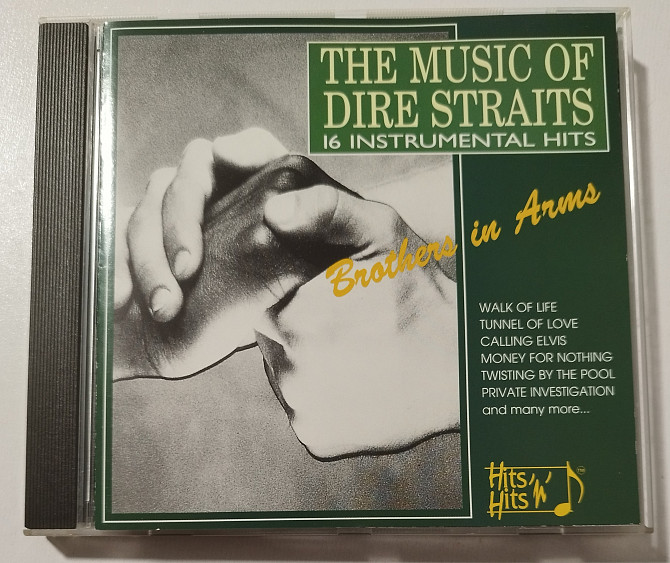 THE MUSIC OF
DIRE STRAITS
16 INSTRUMENTAL HITS
Brothers in Arms
WALK OF LIFE
TUNNEL OF LOVE
CALLING ELVIS
MONEY FOR NOTHING
TWISTING BY THE POOL
PRIVATE INVESTIGATION
and many more...
Hits 'n'
Hits
TM